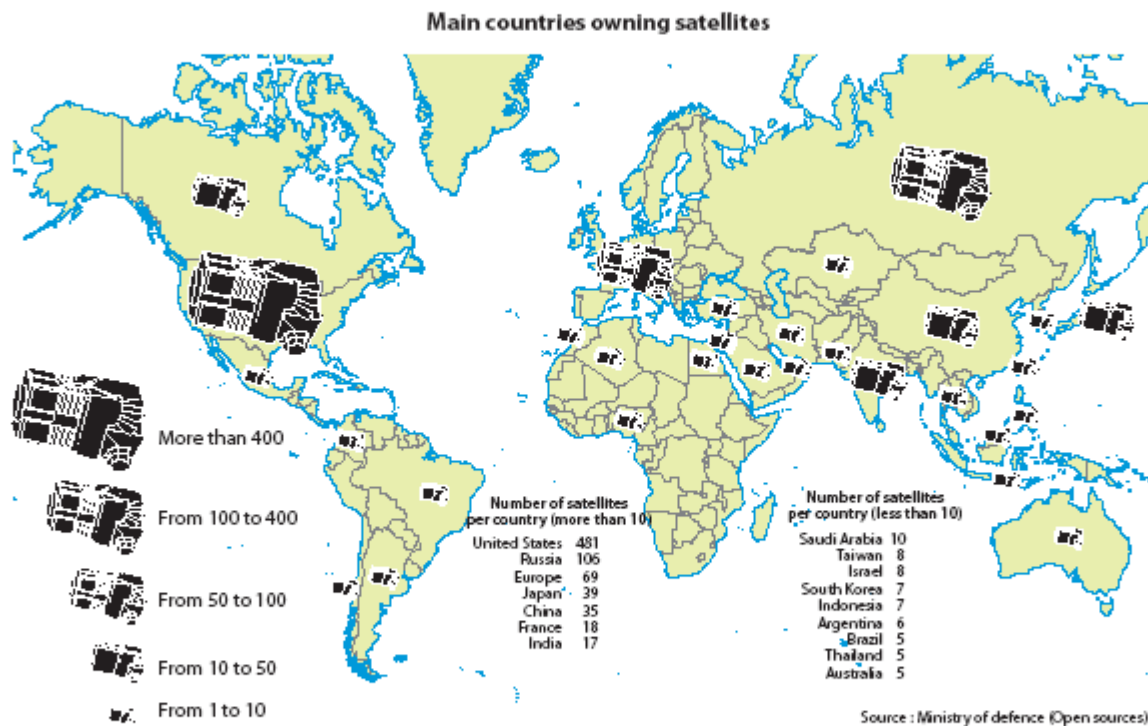 Main countries owning satellites
More than 400
From 100 to 400
From 50 to 100
From 10 to 50
From 1 to 10
Number of satellites
per country (more than 10)
United States 481
Russia 106
Europe 69
Japan 39
China 35
France 18
India 17
Number of satellites
per country (less than 10)
Saudi Arabia 10
Taiwan 8
Israel 8
South Korea 7
Indonesia 7
Argentina 6
Brazil 5
Thailand 5
Australia 5
Source : Ministry of defence (Open sources)